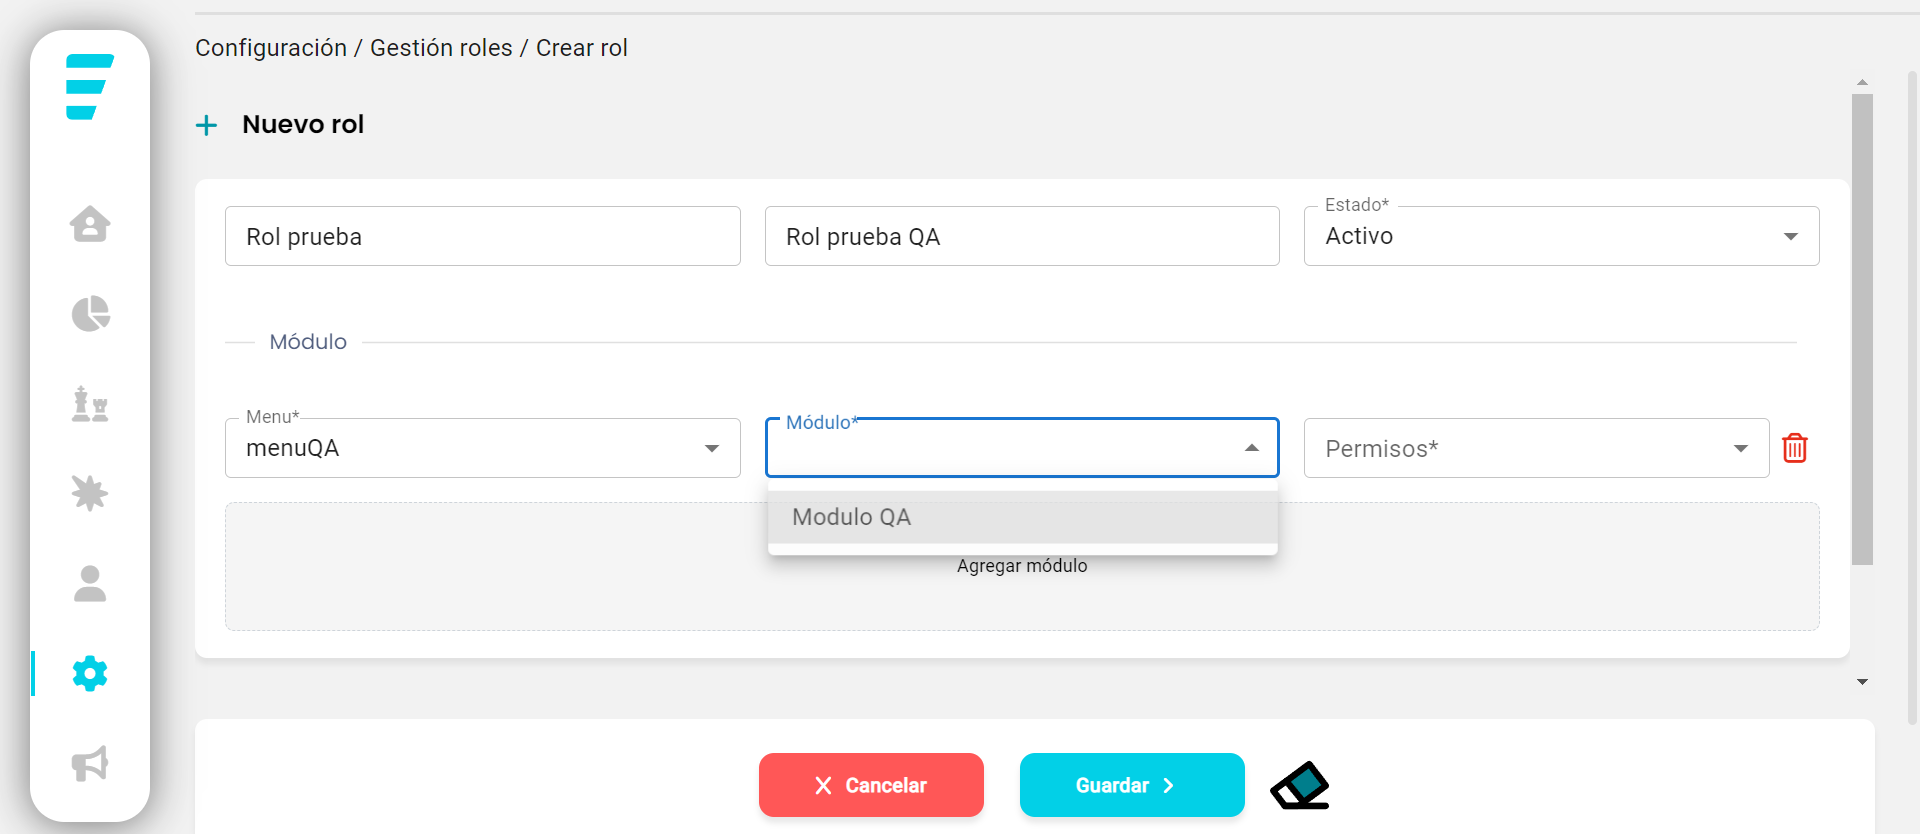 Configuración / Gestión roles / Crear rol
Nuevo rol
Rol prueba
Rol prueba QA
Estado*
Activo
Módulo
Menu*
menuQA
Módulo*
Permisos*
Modulo QA
Agregar módulo
Cancelar
Guardar